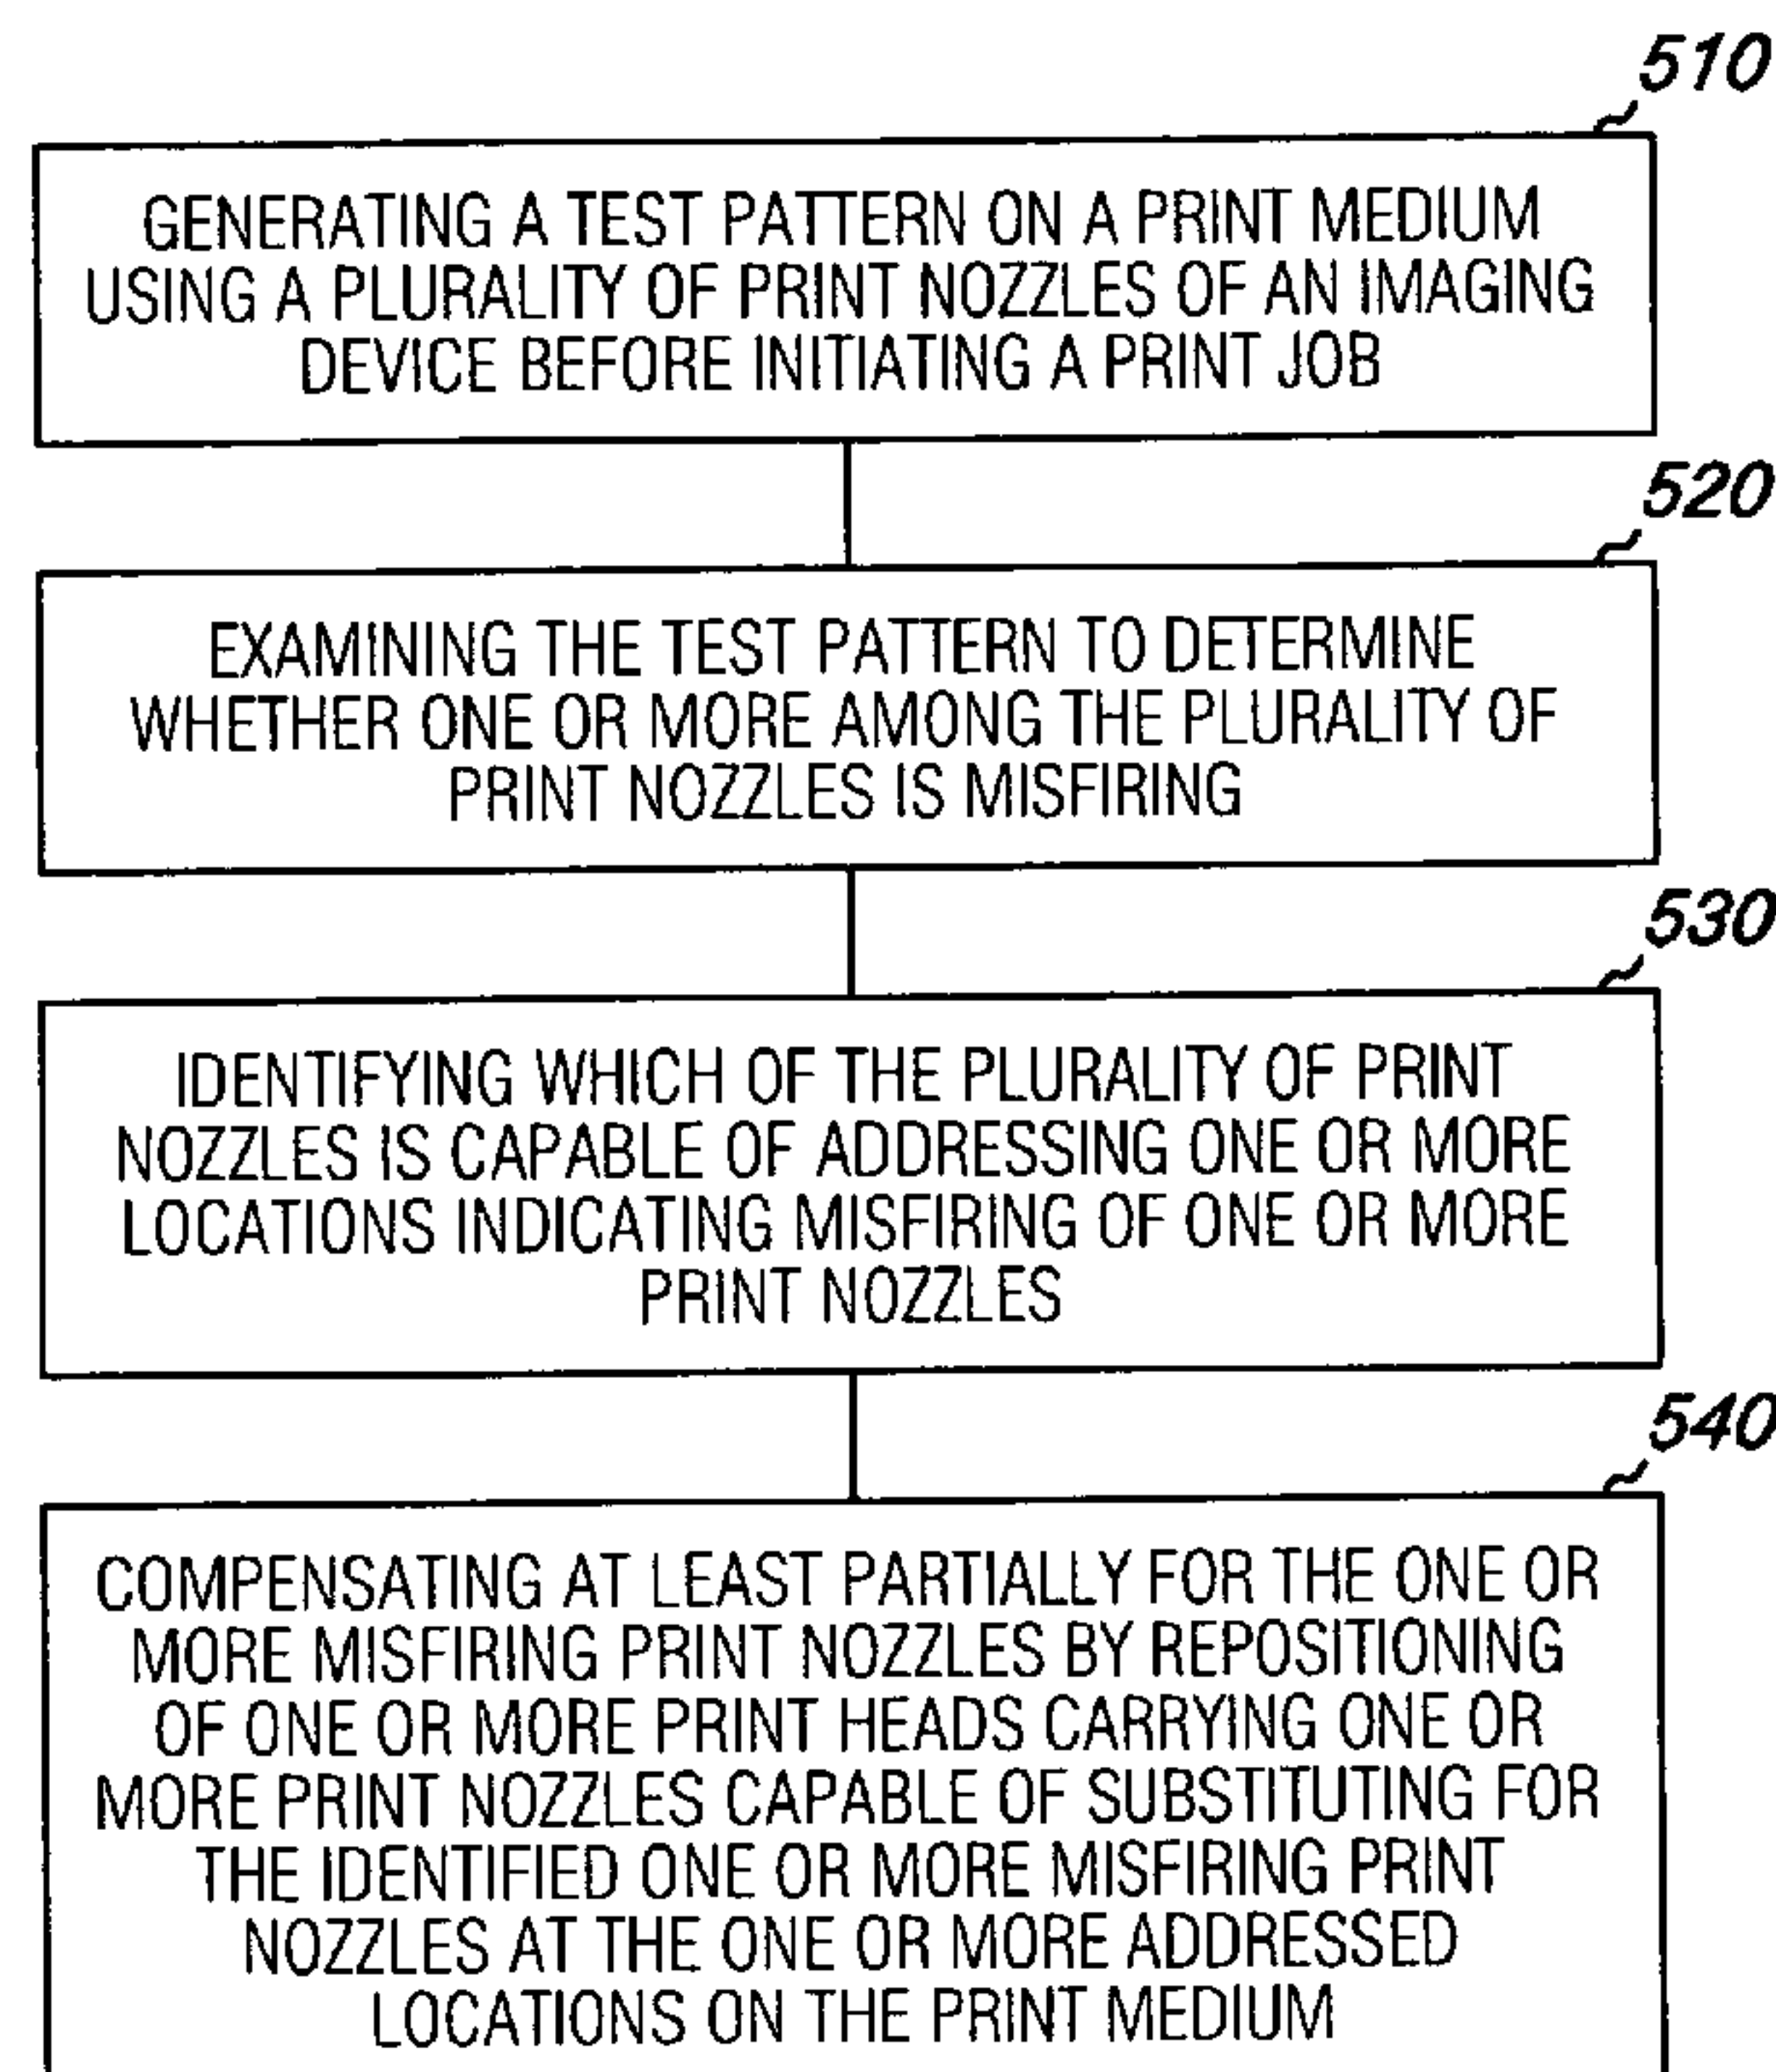 510
GENERATING A TEST PATTERN ON A PRINT MEDIUM
USING A PLURALITY OF PRINT NOZZLES OF AN IMAGING
DEVICE BEFORE INITIATING A PRINT JOB
520
EXAMINING THE TEST PATTERN TO DETERMINE
WHETHER ONE OR MORE AMONG THE PLURALITY OF
PRINT NOZZLES IS MISFIRING
530
IDENTIFYING WHICH OF THE PLURALITY OF PRINT
NOZZLES IS CAPABLE OF ADDRESSING ONE OR MORE
LOCATIONS INDICATING MISFIRING OF ONE OR MORE
PRINT NOZZLES
540
COMPENSATING AT LEAST PARTIALLY FOR THE ONE OR
MORE MISFIRING PRINT NOZZLES BY REPOSITIONING
OF ONE OR MORE PRINT HEADS CARRYING ONE OR
MORE PRINT NOZZLES CAPABLE OF SUBSTITUTING FOR
THE IDENTIFIED ONE OR MORE MISFIRING PRINT
NOZZLES AT THE ONE OR MORE ADDRESSED
LOCATIONS ON THE PRINT MEDIUM